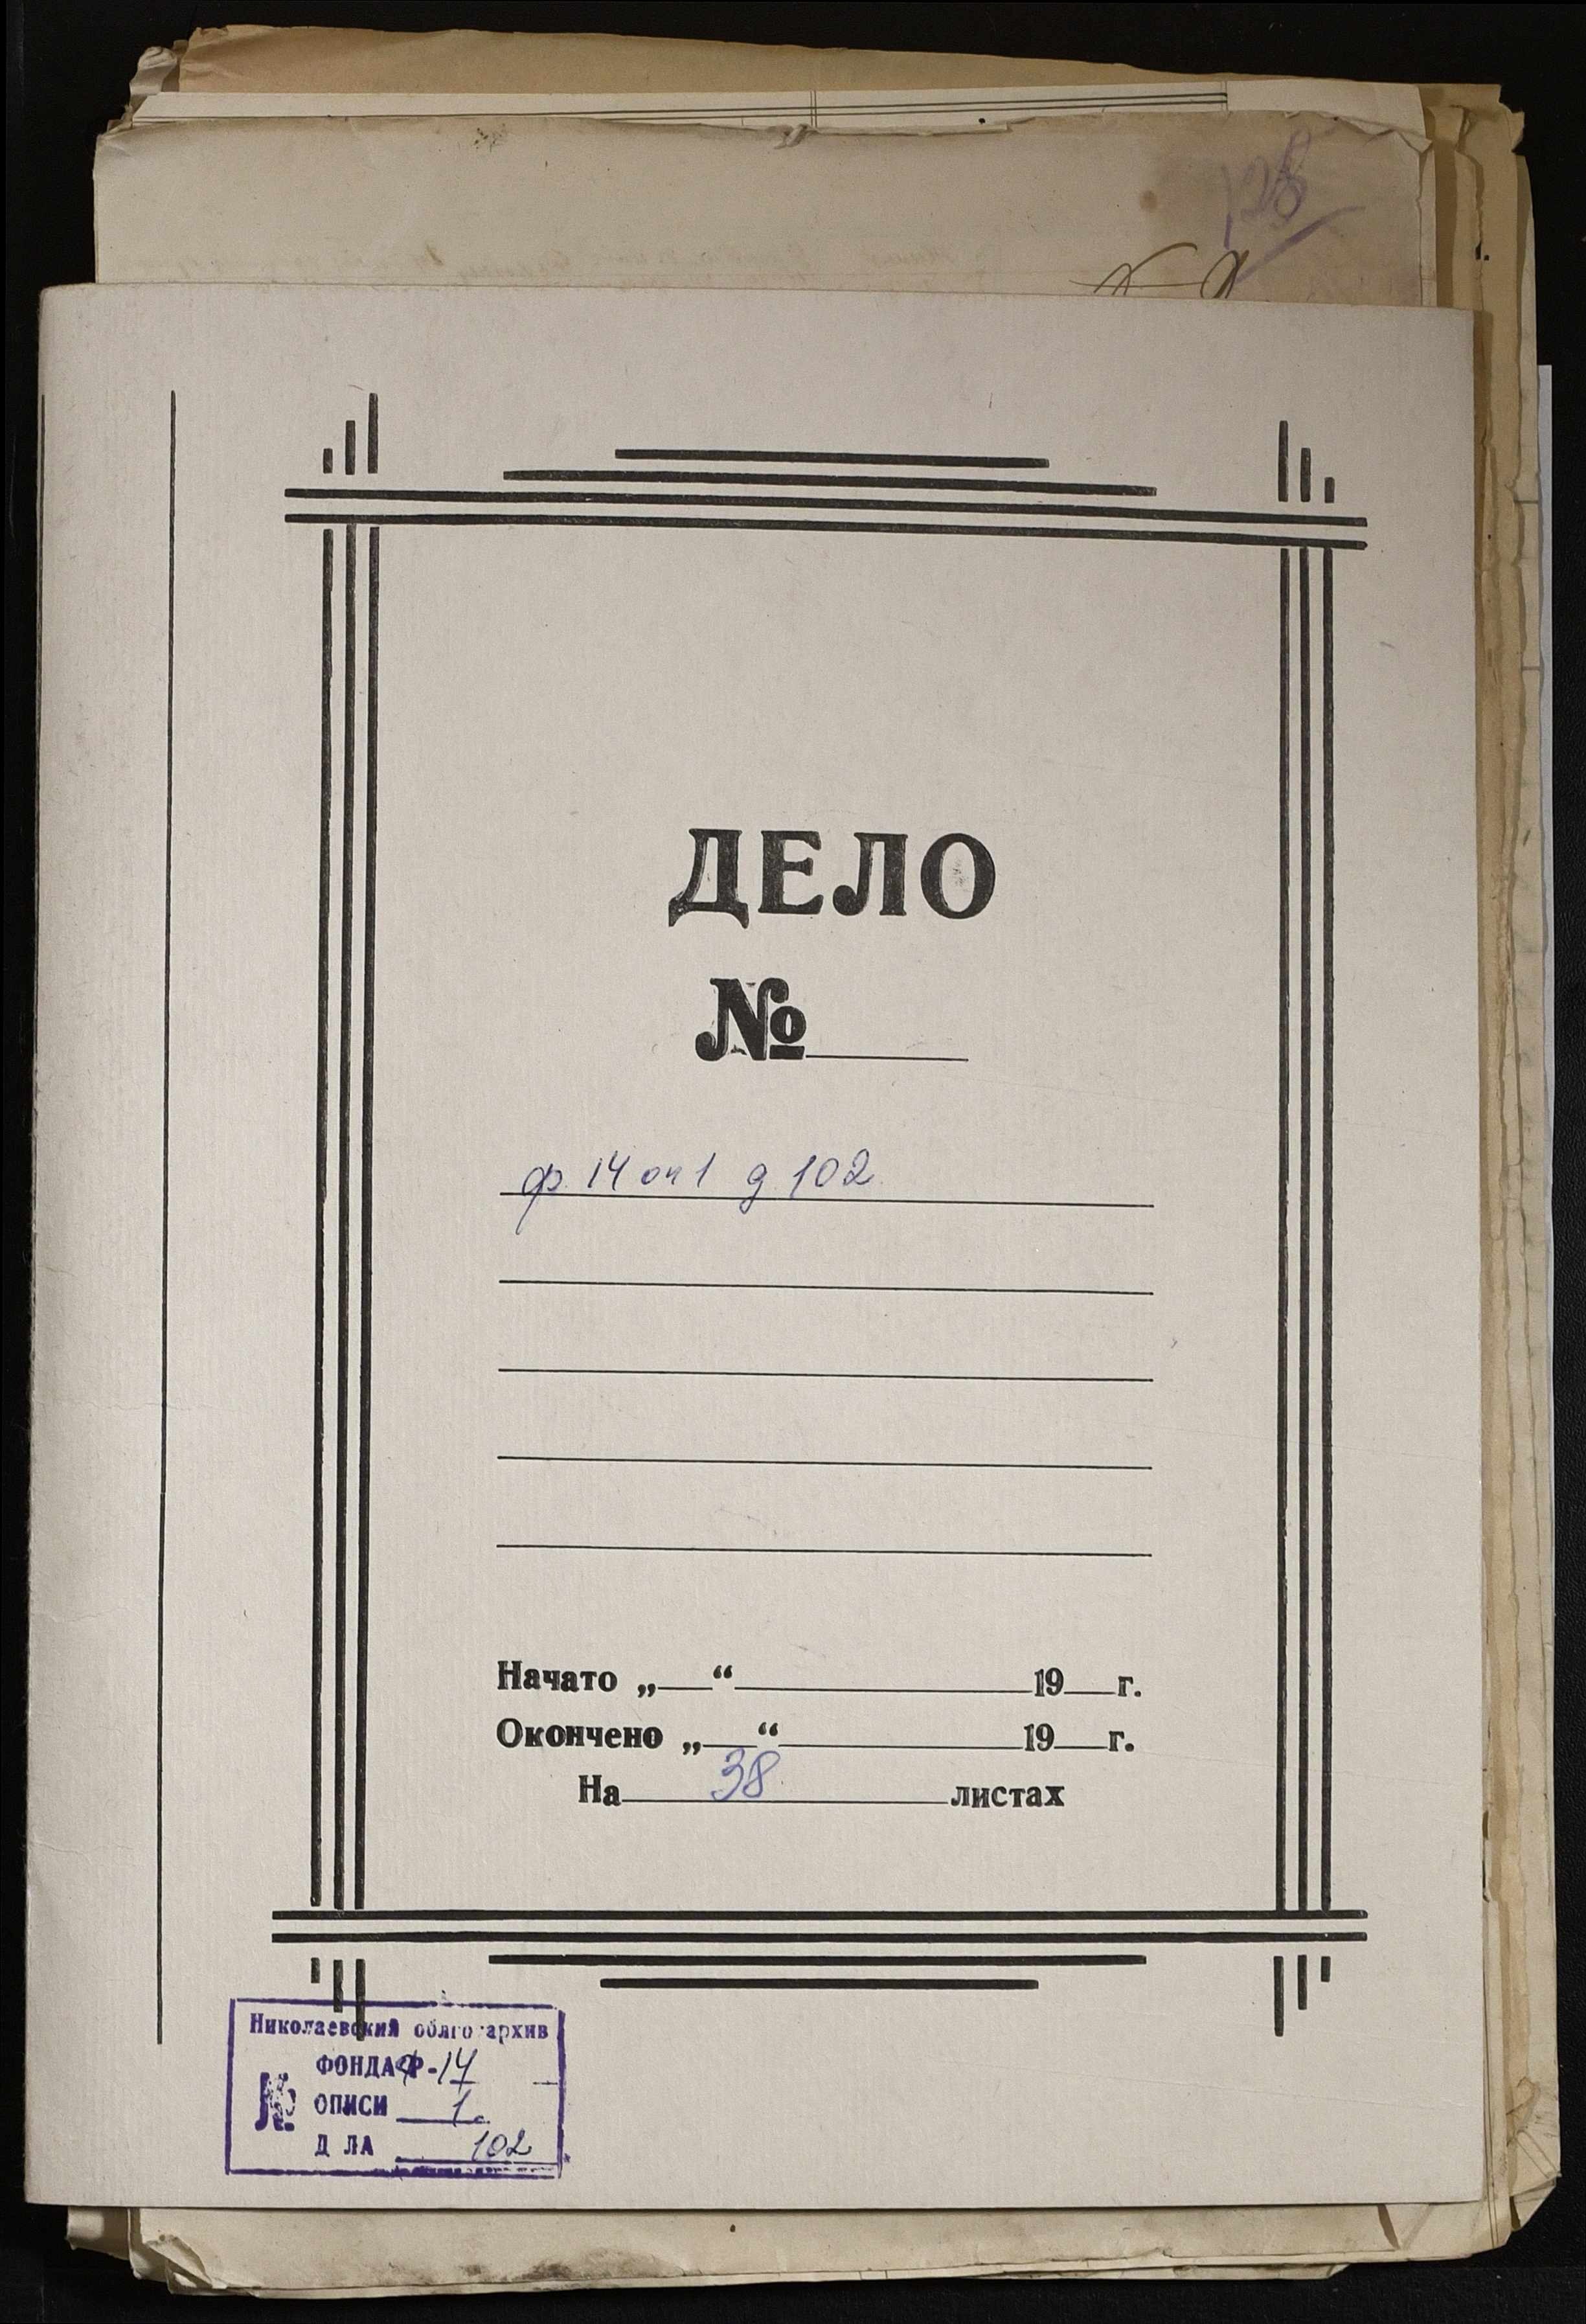 128
ДЕЛО
№
ф. 14 оп 1 д. 102
Начато „ “ 19 г.
Окончено „ “ 19 г.
На 38 листах
Николаевский облгосархив
ФОНДА Ф-14
№ ОПИСИ 1
Д ЛА 102